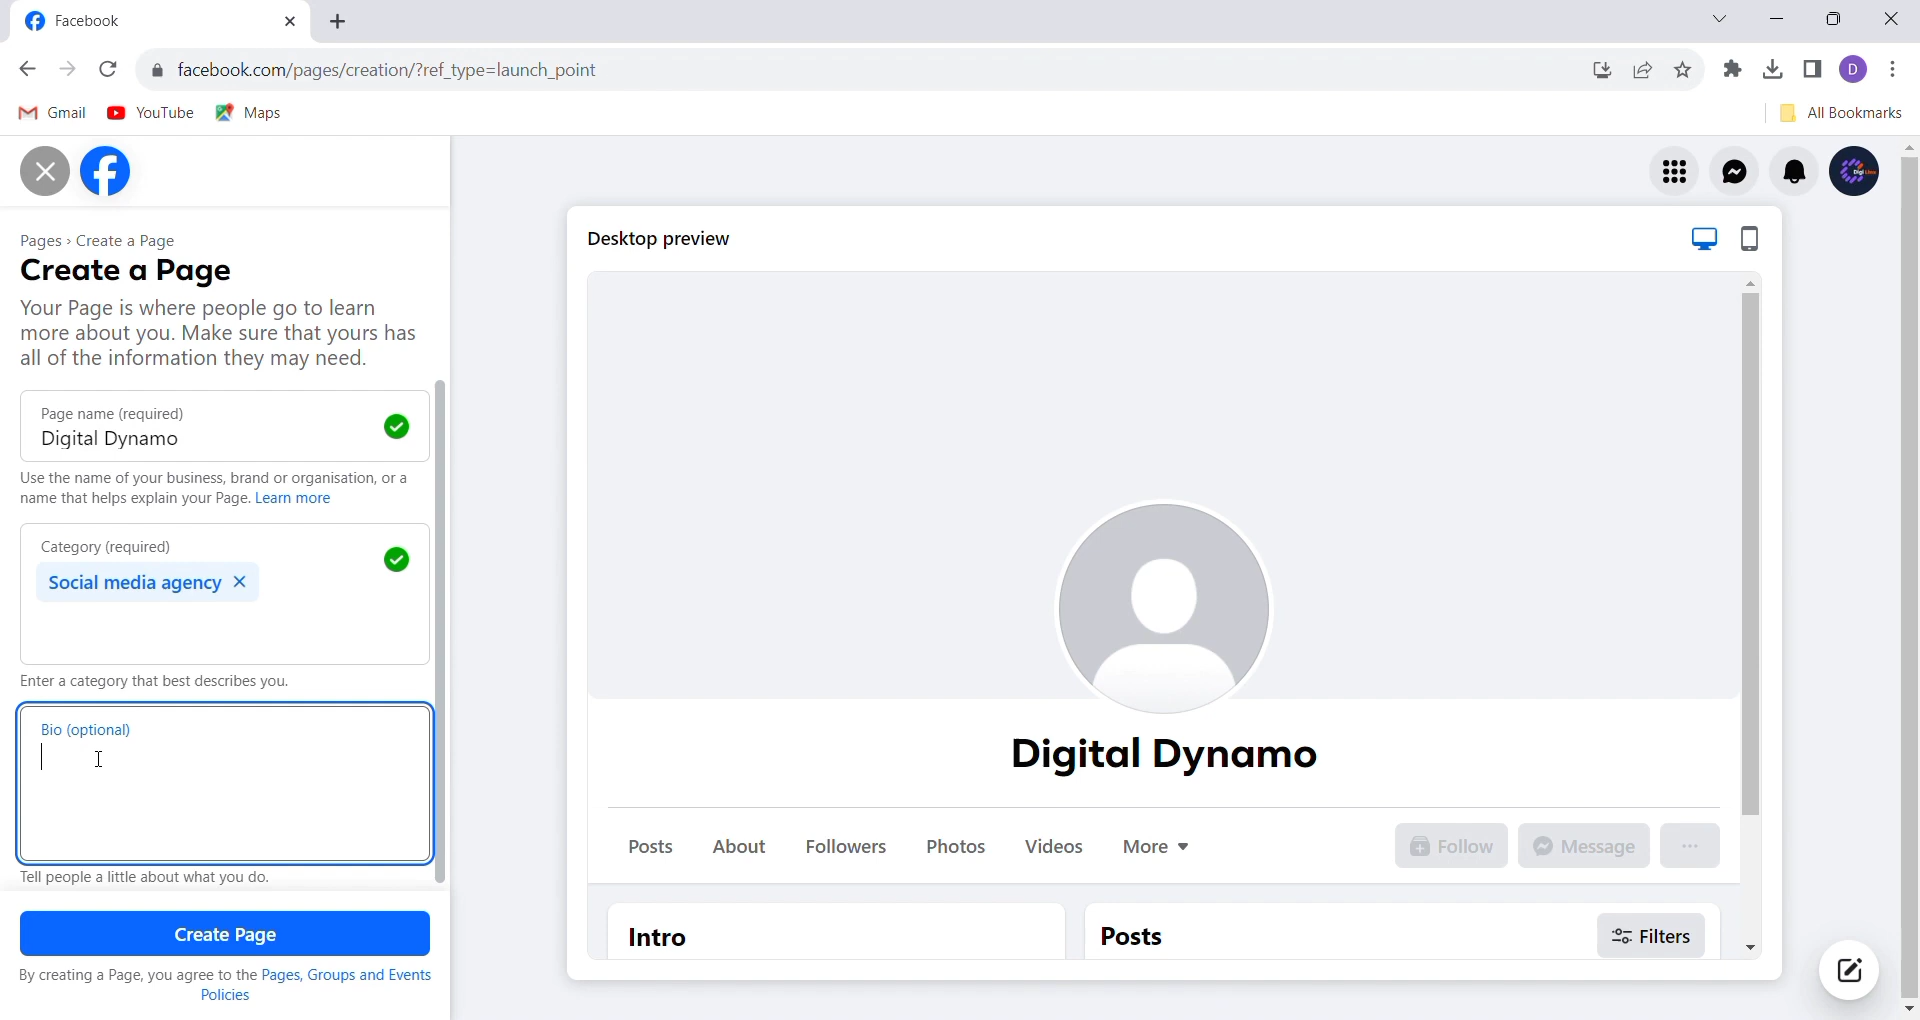 Facebook
facebook.com/pages/creation/?ref_type=launch_point
D
Gmail YouTube Maps
All Bookmarks
Pages › Create a Page
Create a Page
Your Page is where people go to learn
more about you. Make sure that yours has
all of the information they may need.
Page name (required)
Digital Dynamo
Use the name of your business, brand or organisation, or a
name that helps explain your Page. Learn more
Category (required)
Social media agency
Enter a category that best describes you.
Bio (optional)
Tell people a little about what you do.
Create Page
By creating a Page, you agree to the Pages, Groups and Events
Policies
Desktop preview
Digital Dynamo
Posts About Followers Photos Videos More
Follow Message
Intro
Posts
Filters